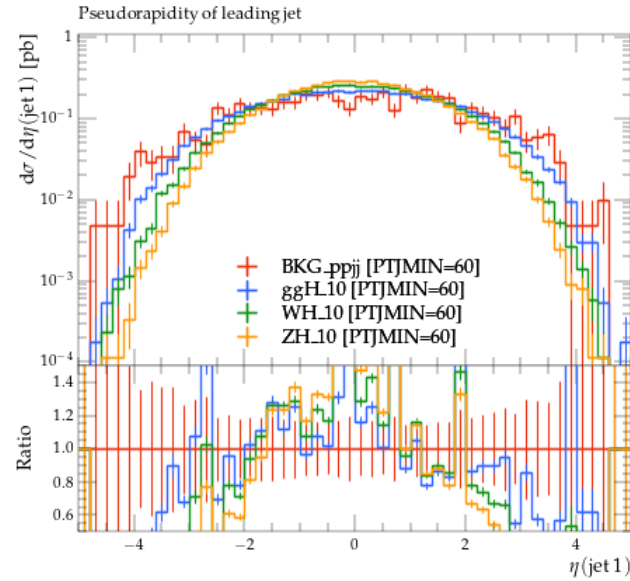 Pseudorapidity of leading jet
dσ/dη(jet 1) [pb]
1
10⁻¹
10⁻²
10⁻³
10⁻⁴
BKG_ppjj [PTJMIN=60]
ggH_10 [PTJMIN=60]
WH_10 [PTJMIN=60]
ZH_10 [PTJMIN=60]
Ratio
1.4
1.2
1.0
0.8
0.6
−4 −2 0 2 4
η(jet 1)